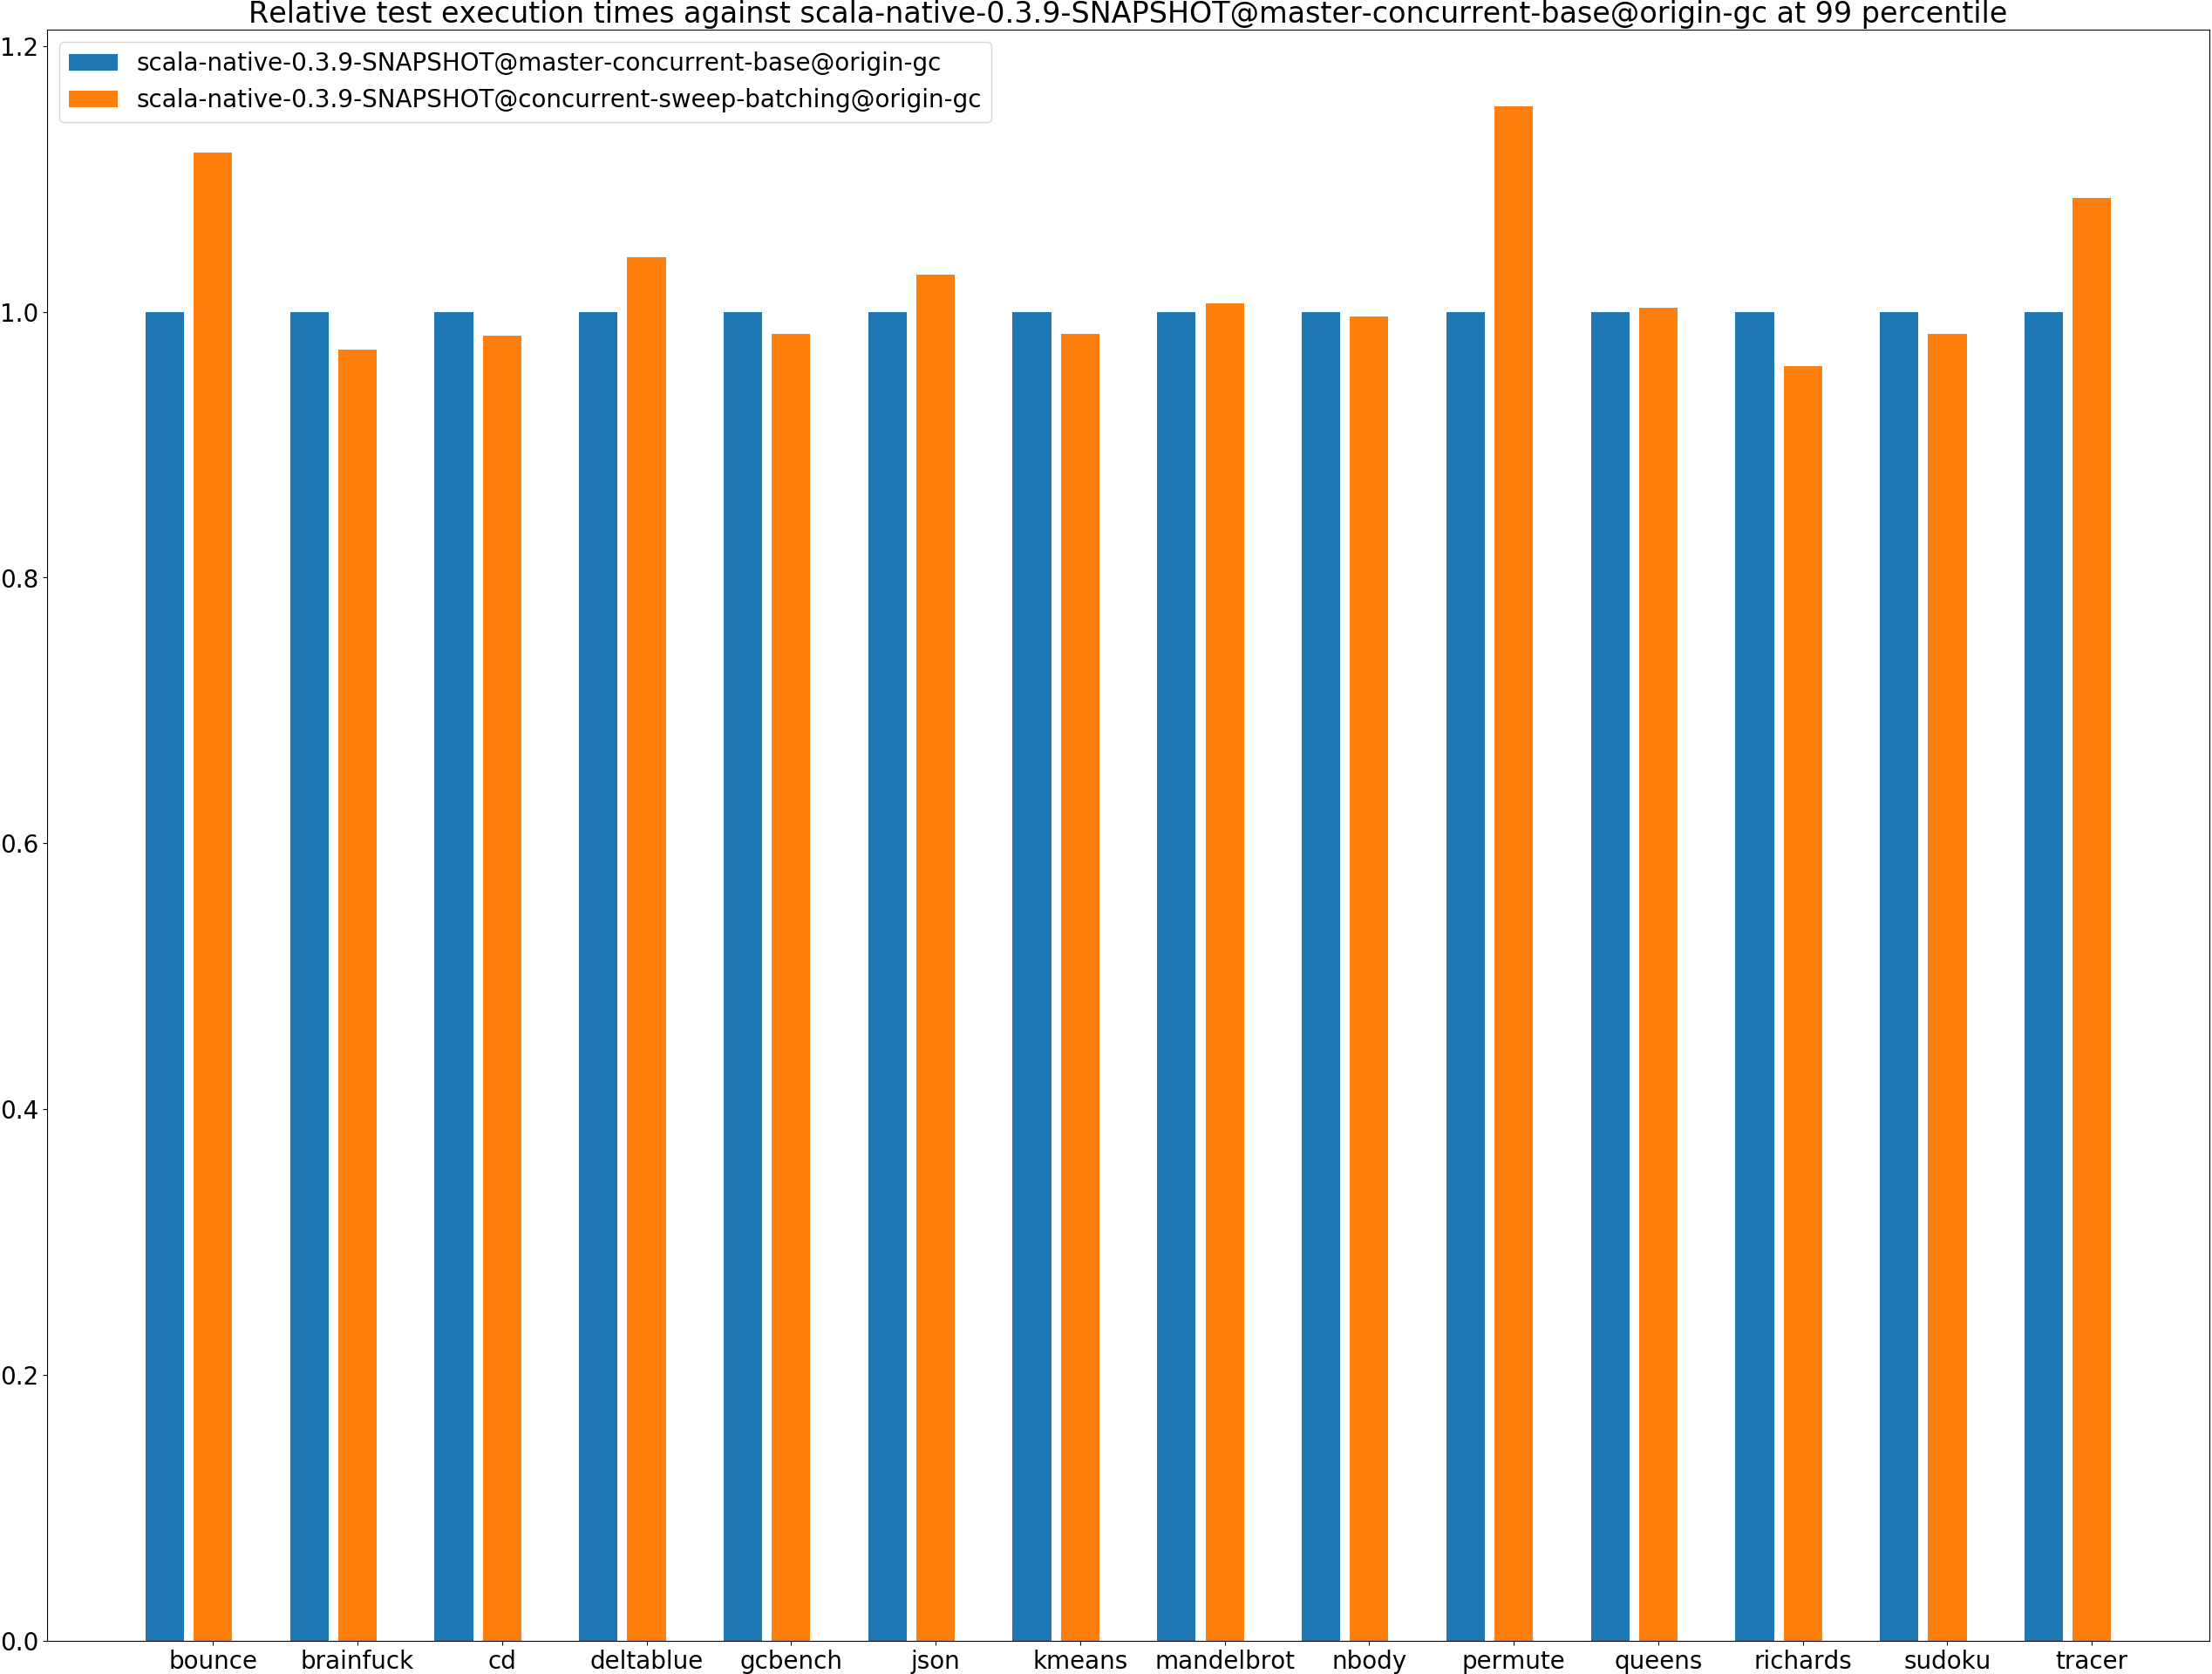 Relative test execution times against scala-native-0.3.9-SNAPSHOT@master-concurrent-base@origin-gc at 99 percentile
scala-native-0.3.9-SNAPSHOT@master-concurrent-base@origin-gc
scala-native-0.3.9-SNAPSHOT@concurrent-sweep-batching@origin-gc
1.2
1.0
0.8
0.6
0.4
0.2
0.0
bounce brainfuck cd deltablue gcbench json kmeans mandelbrot nbody permute queens richards sudoku tracer